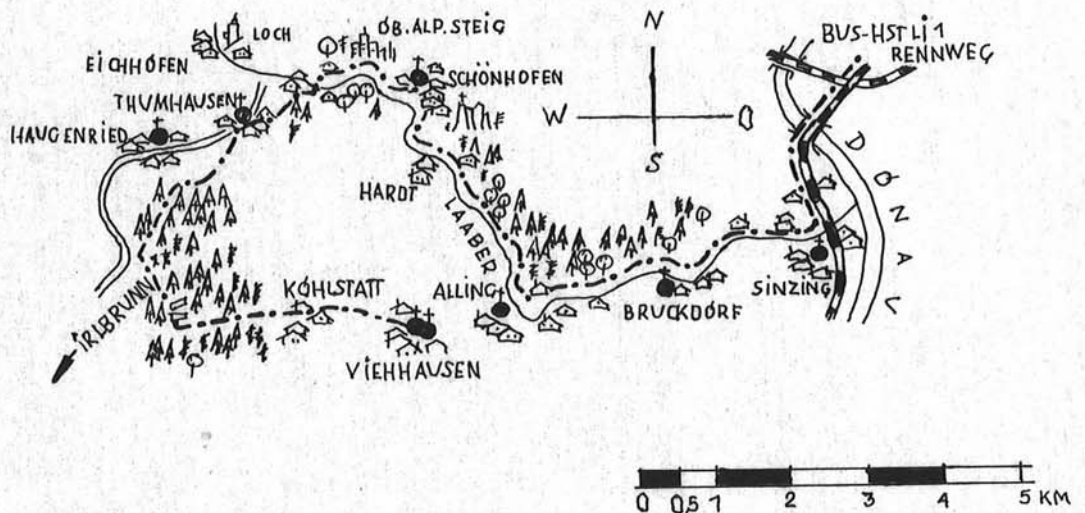 BUS-HST Li 1
RENNWEG
ÖB. ALP. STEIG
LOCH
EICHHOFEN
SCHÖNHOFEN
THUMHAUSEN
HAUGENRIED
N
W
O
S
HARDT
LAABER
DONAU
IRLBRUNN
KOHLSTATT
ALLING
VIEHHAUSEN
BRUCKDORF
SINZING
0 0,5 1 2 3 4 5 KM